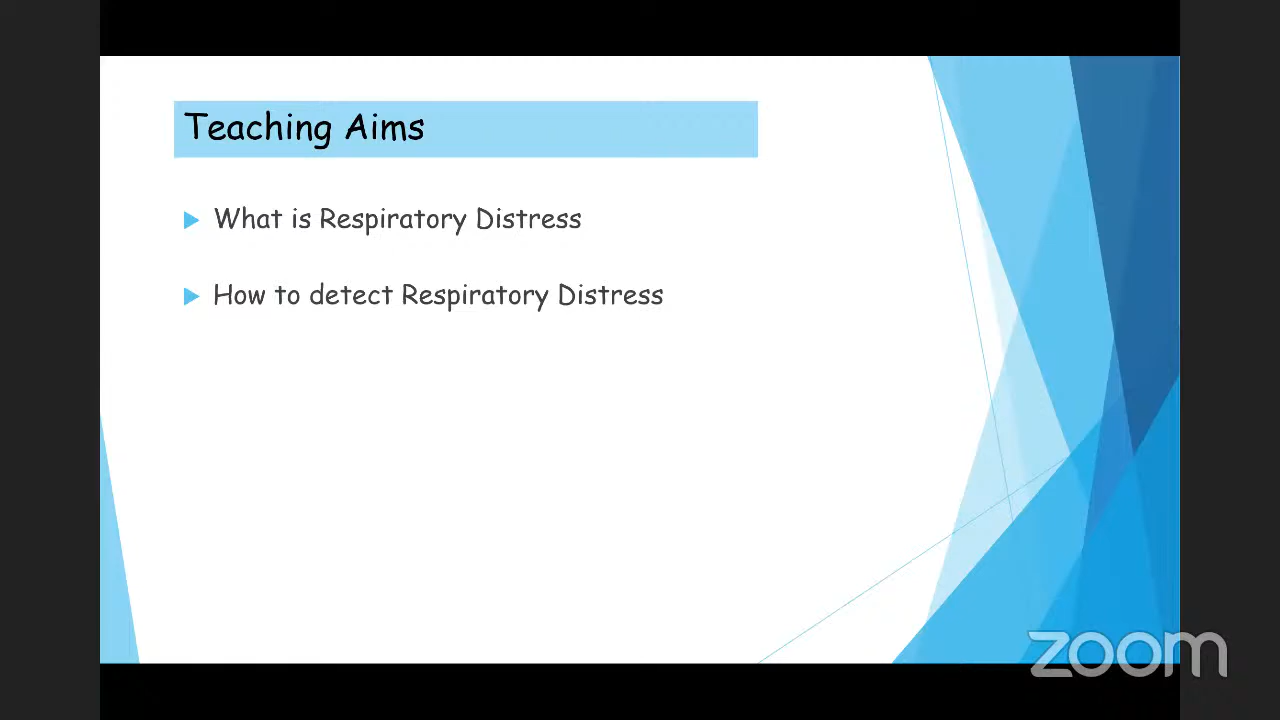 Teaching Aims
What is Respiratory Distress
How to detect Respiratory Distress
zoom